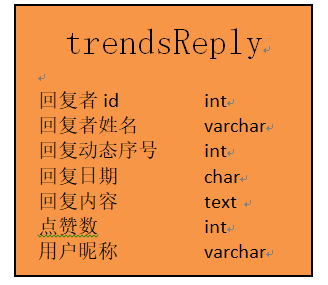 trendsReply
回复者 id int
回复者姓名 varchar
回复动态序号 int
回复日期 char
回复内容 text
点赞数 int
用户昵称 varchar